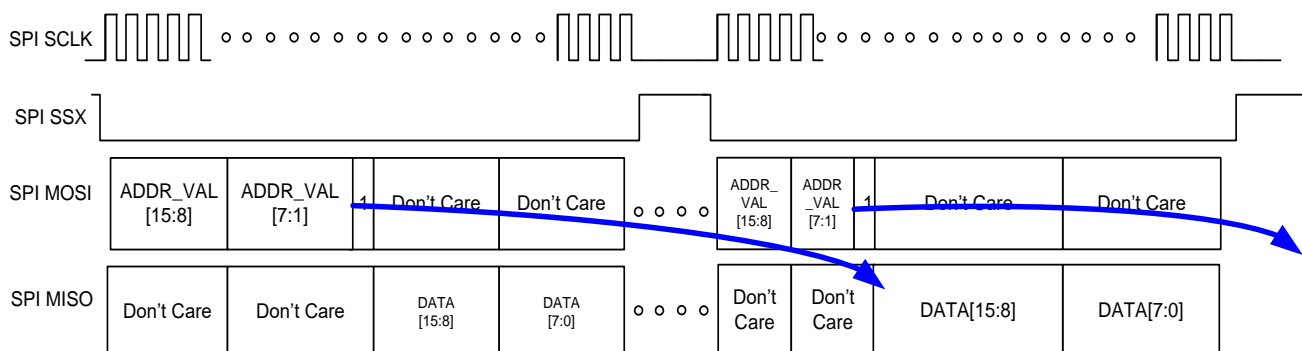 SPI SCLK
SPI SSX
SPI MOSI
ADDR_VAL
[15:8]
ADDR_VAL
[7:1]
1
Don't Care
Don't Care
ADDR_
VAL
[15:8]
ADDR
_VAL
[7:1]
1
Don't Care
Don't Care
SPI MISO
Don't Care
Don't Care
DATA
[15:8]
DATA
[7:0]
Don't
Care
Don't
Care
DATA[15:8]
DATA[7:0]